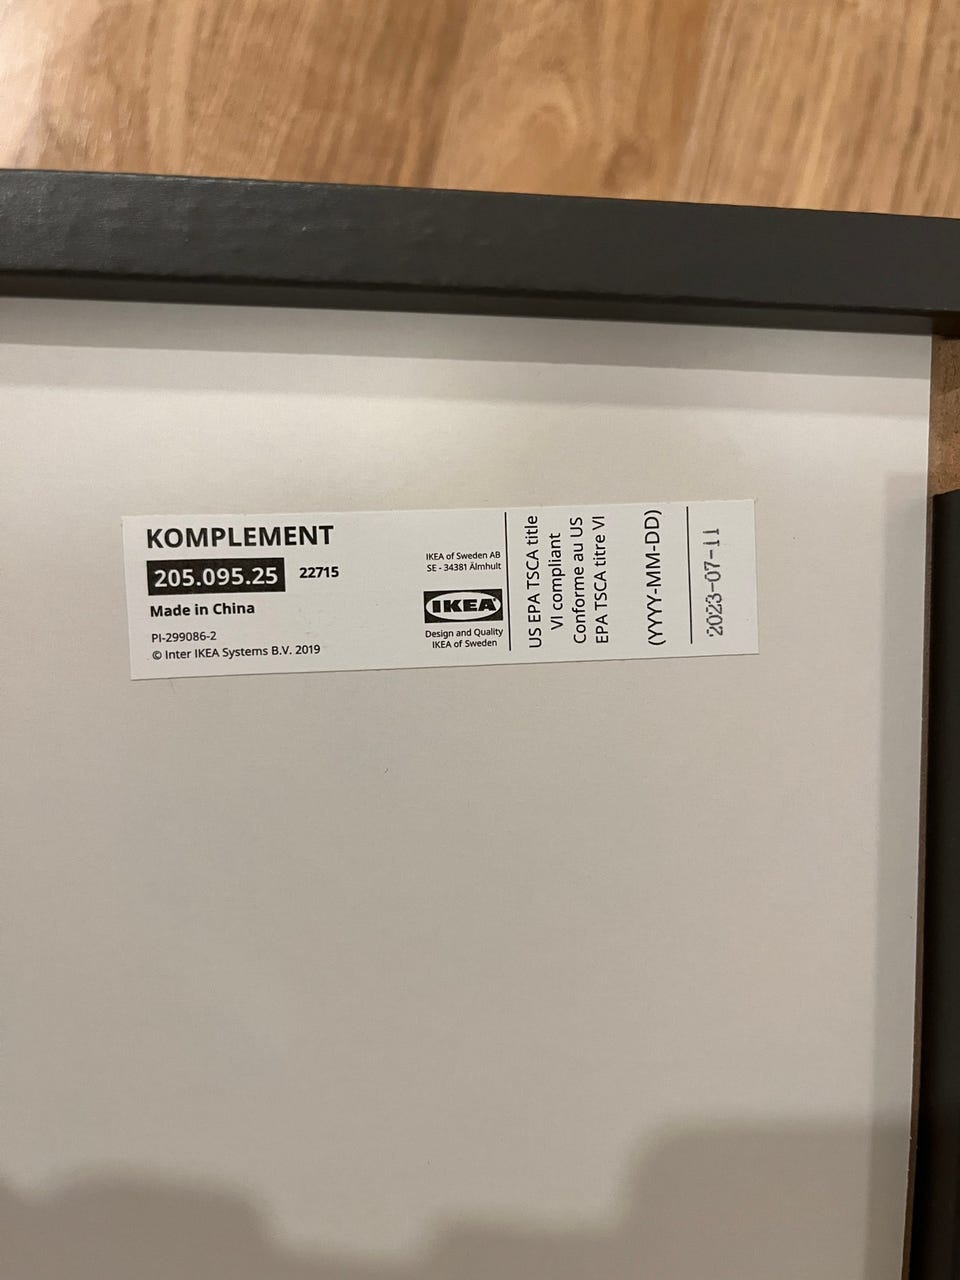 KOMPLEMENT
205.095.25 22715
Made in China
PI-299086-2
© Inter IKEA Systems B.V. 2019
IKEA of Sweden AB
SE - 34381 Älmhult
IKEA
Design and Quality
IKEA of Sweden
US EPA TSCA title
VI compliant
Conforme au US
EPA TSCA titre VI
(YYYY-MM-DD)
2023-07-11